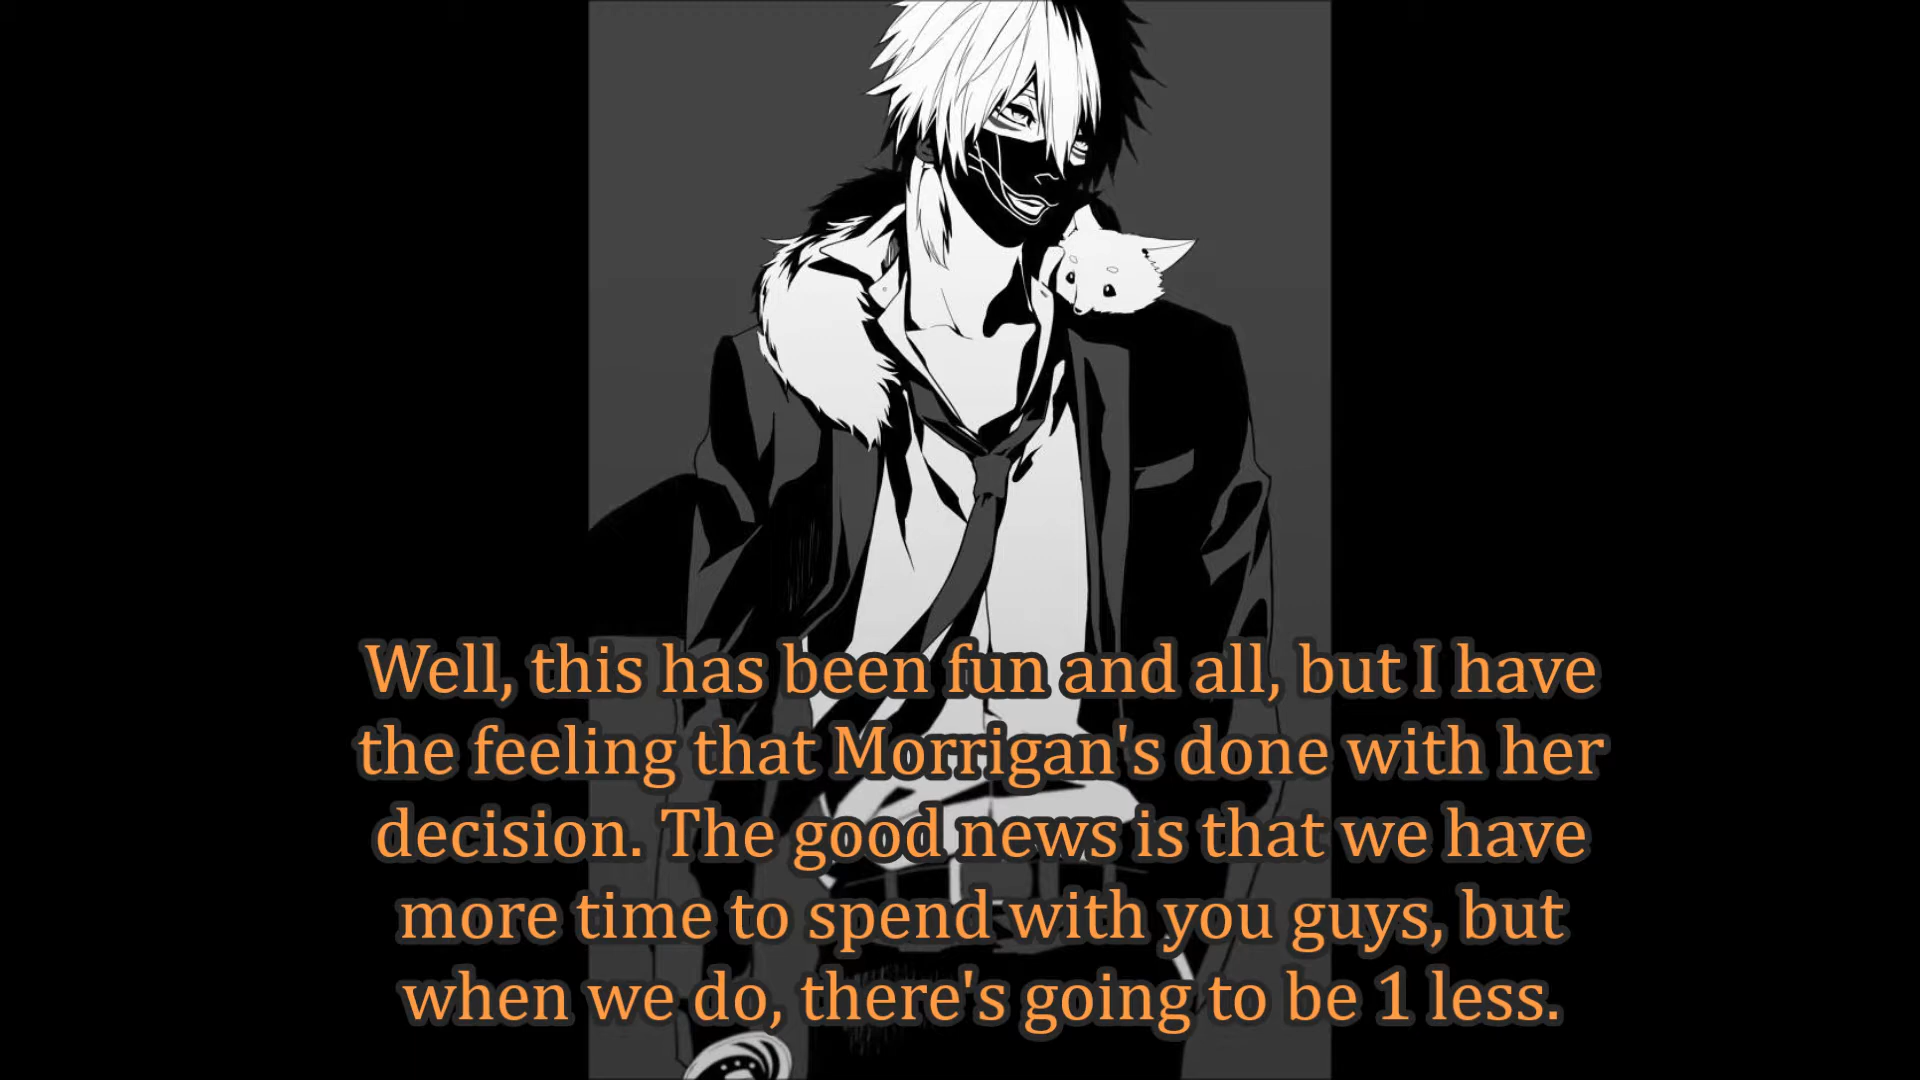 Well, this has been fun and all, but I have
the feeling that Morrigan's done with her
decision. The good news is that we have
more time to spend with you guys, but
when we do, there's going to be 1 less.